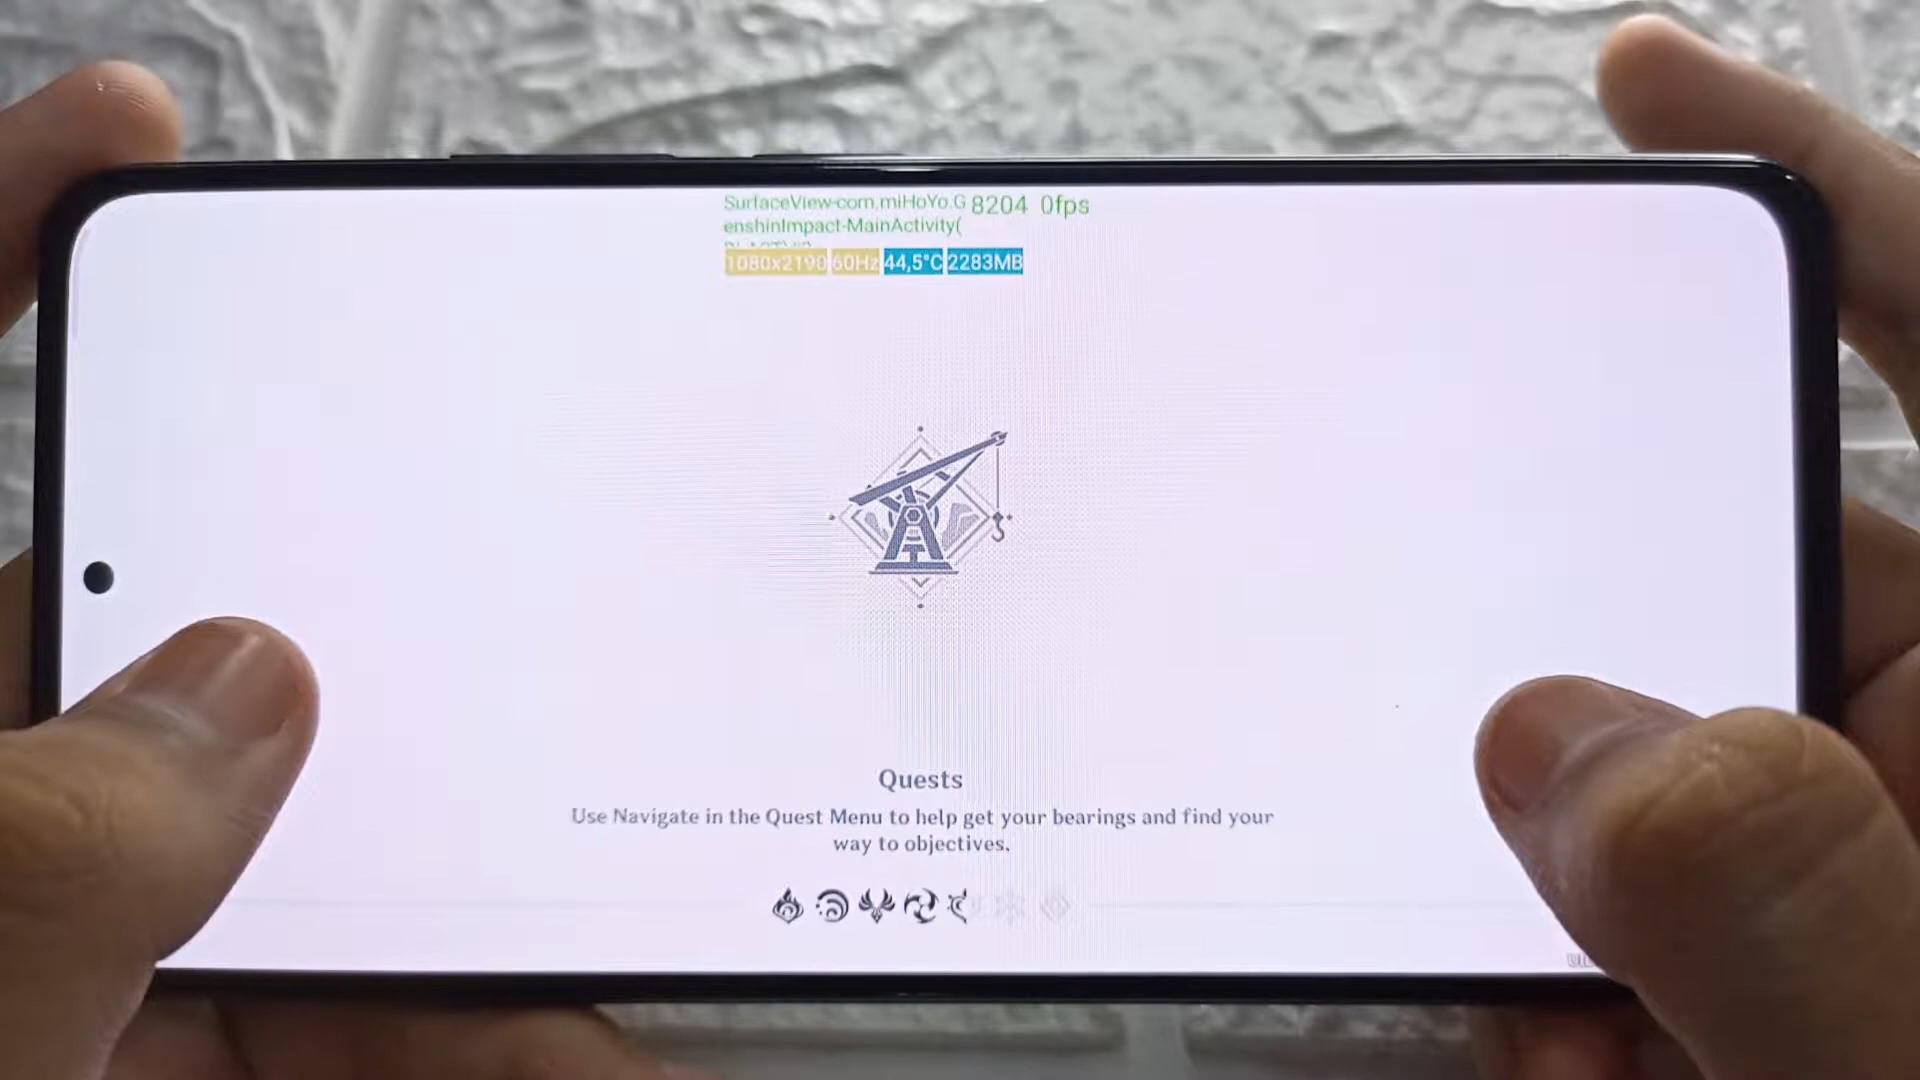 SurfaceView-com.miHoYo.G 8204 0fps
enshinImpact-MainActivity(
1080x2190 60Hz 44,5°C 2283MB
Quests
Use Navigate in the Quest Menu to help get your bearings and find your
way to objectives.